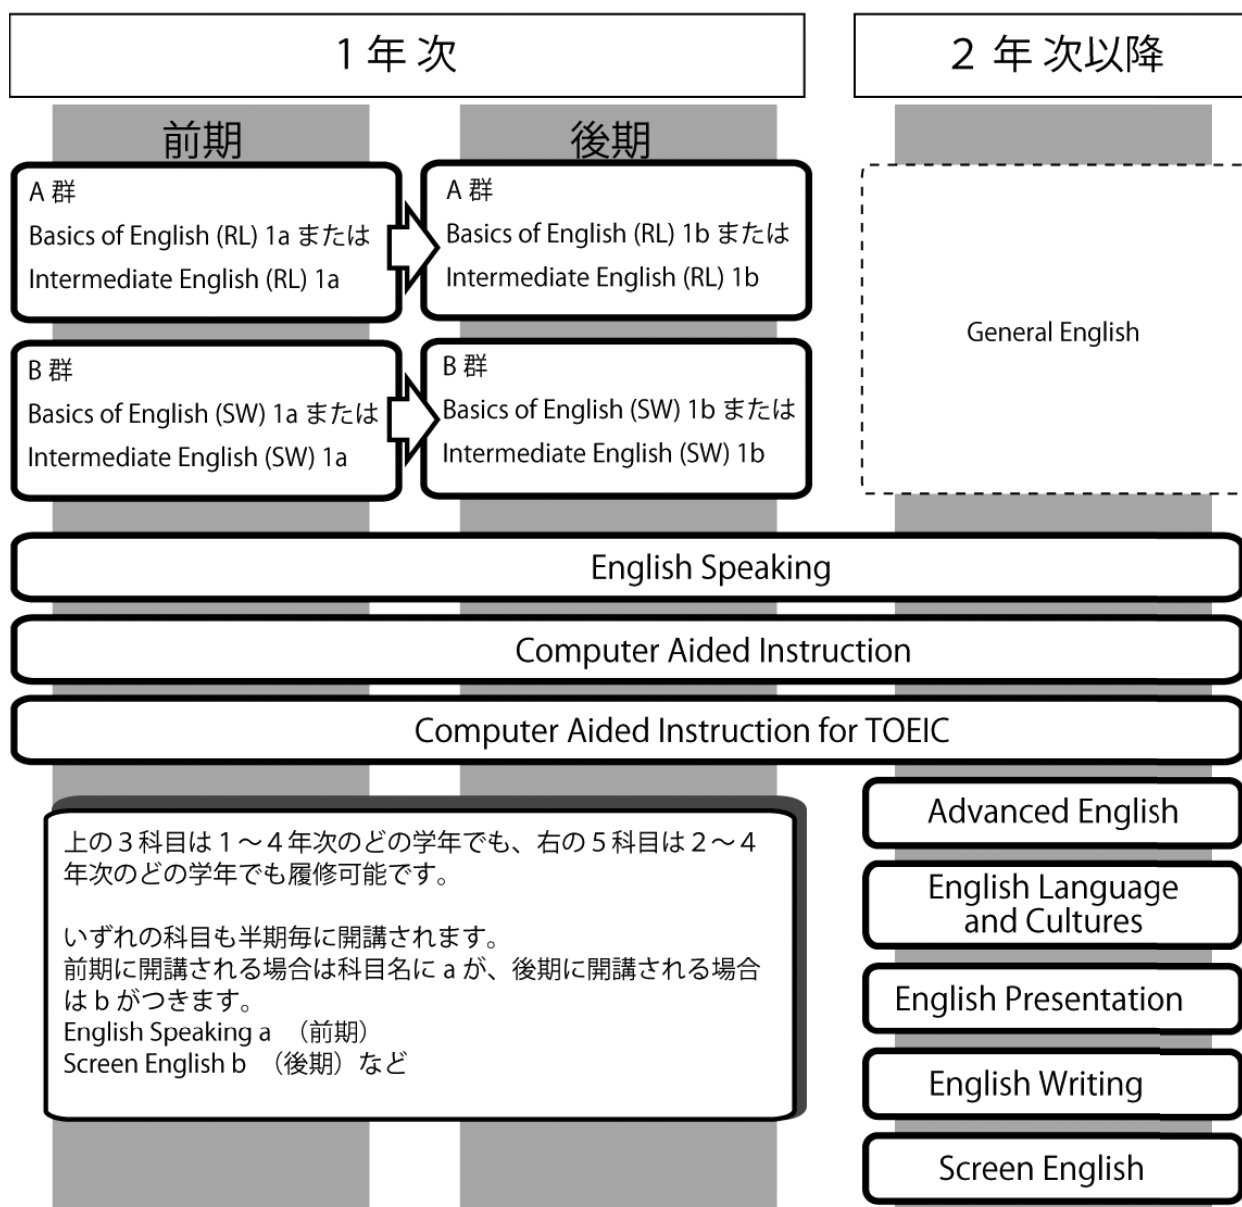 1 年 次
2 年 次以降
前期
後期
A 群
Basics of English (RL) 1a または
Intermediate English (RL) 1a
A 群
Basics of English (RL) 1b または
Intermediate English (RL) 1b
General English
B 群
Basics of English (SW) 1a または
Intermediate English (SW) 1a
B 群
Basics of English (SW) 1b または
Intermediate English (SW) 1b
English Speaking
Computer Aided Instruction
Computer Aided Instruction for TOEIC
上の 3 科目は 1 ～ 4 年次のどの学年でも、右の 5 科目は 2 ～ 4
年次のどの学年でも履修可能です。
いずれの科目も半期毎に開講されます。
前期に開講される場合は科目名に a が、後期に開講される場合
は b がつきます。
English Speaking a （前期）
Screen English b （後期）など
Advanced English
English Language
and Cultures
English Presentation
English Writing
Screen English